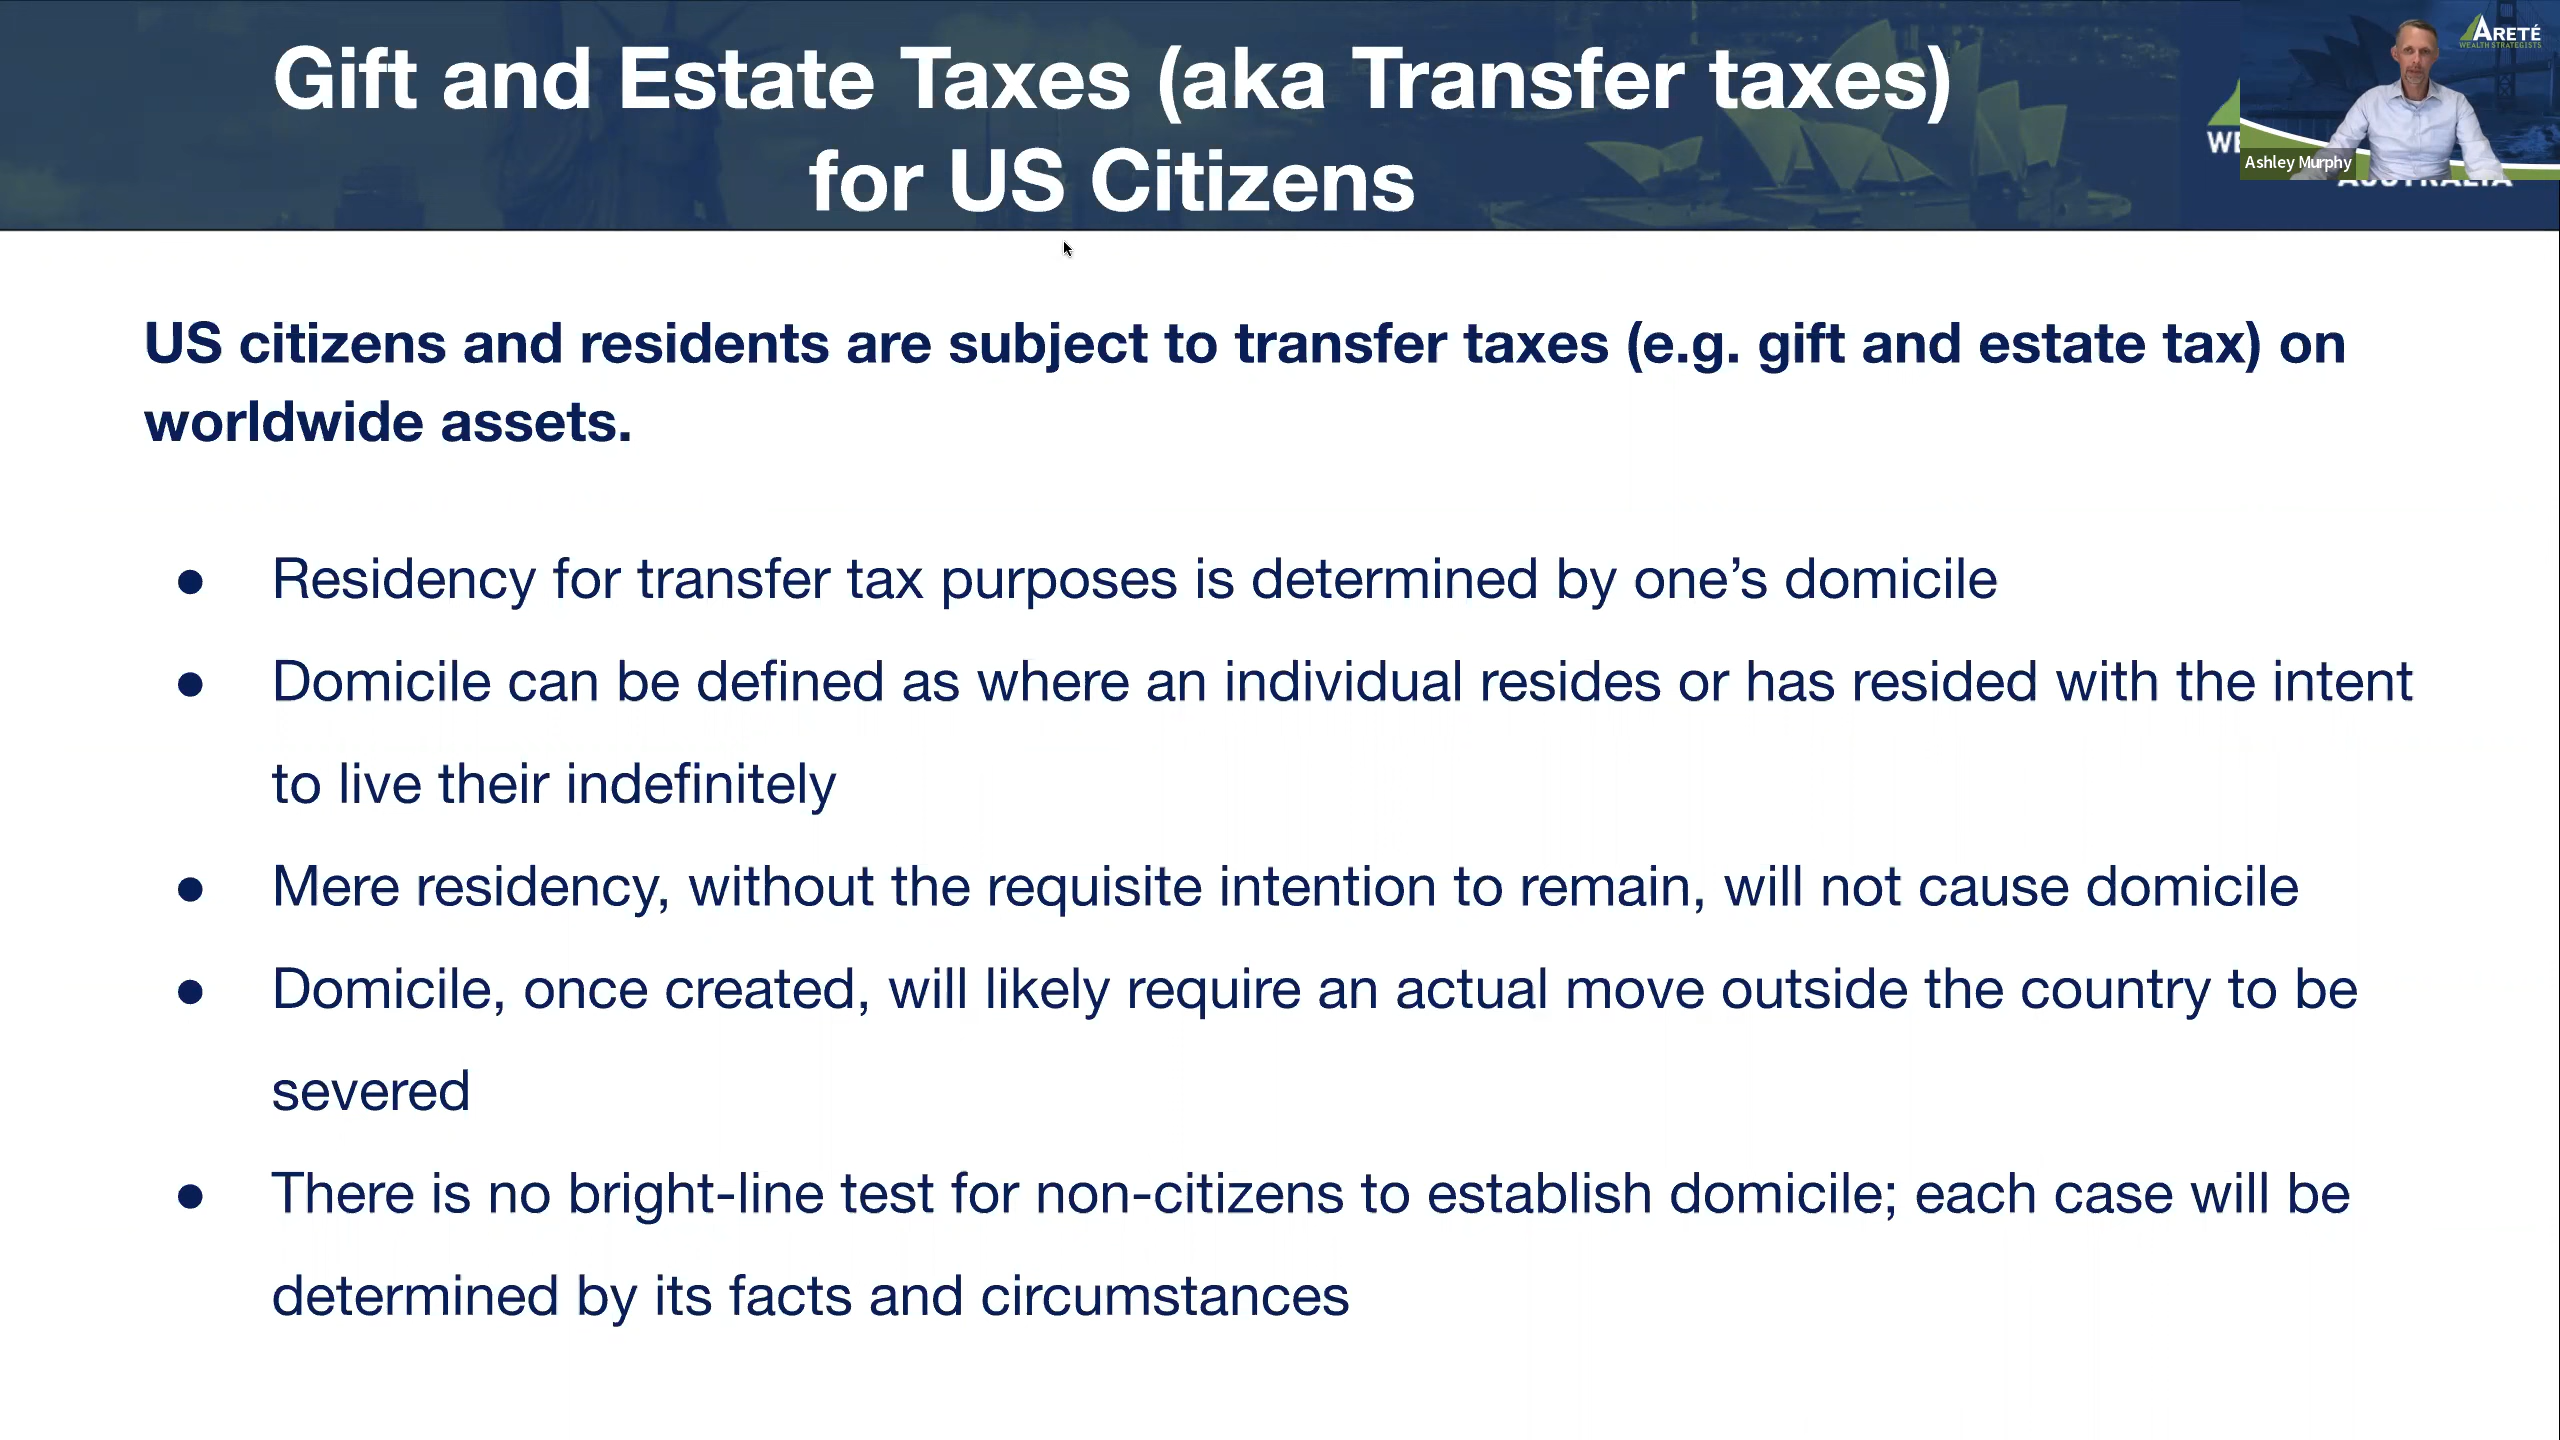 Gift and Estate Taxes (aka Transfer taxes)
for US Citizens
ARETÉ
WEALTH STRATEGISTS
Ashley Murphy
US citizens and residents are subject to transfer taxes (e.g. gift and estate tax) on
worldwide assets.
● Residency for transfer tax purposes is determined by one’s domicile
● Domicile can be defined as where an individual resides or has resided with the intent
to live their indefinitely
● Mere residency, without the requisite intention to remain, will not cause domicile
● Domicile, once created, will likely require an actual move outside the country to be
severed
● There is no bright-line test for non-citizens to establish domicile; each case will be
determined by its facts and circumstances